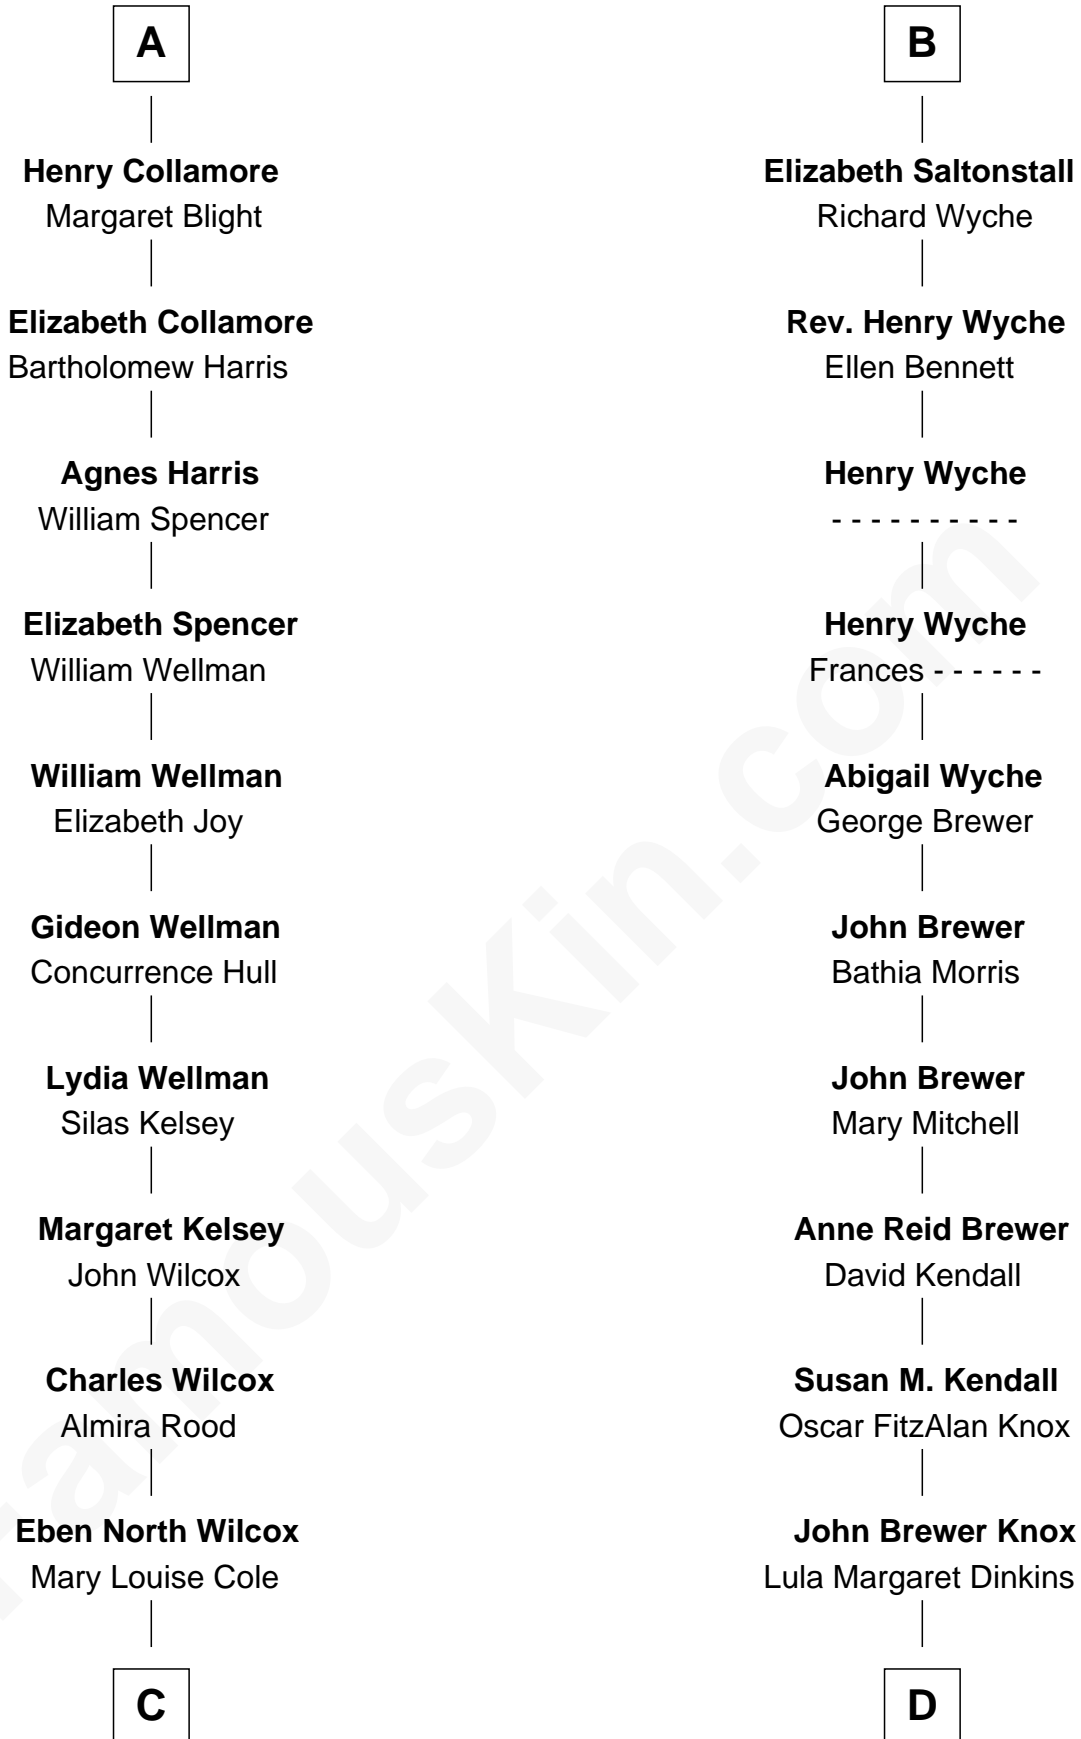 A
Henry Collamore
Margaret Blight
Elizabeth Collamore
Bartholomew Harris
Agnes Harris
William Spencer
Elizabeth Spencer
William Wellman
William Wellman
Elizabeth Joy
Gideon Wellman
Concurrence Hull
Lydia Wellman
Silas Kelsey
Margaret Kelsey
John Wilcox
Charles Wilcox
Almira Rood
Eben North Wilcox
Mary Louise Cole
C
B
Elizabeth Saltonstall
Richard Wyche
Rev. Henry Wyche
Ellen Bennett
Henry Wyche
- - - - - - - - - -
Henry Wyche
Frances - - - - - -
Abigail Wyche
George Brewer
John Brewer
Bathia Morris
John Brewer
Mary Mitchell
Anne Reid Brewer
David Kendall
Susan M. Kendall
Oscar FitzAlan Knox
John Brewer Knox
Lula Margaret Dinkins
D
FamousKin.com